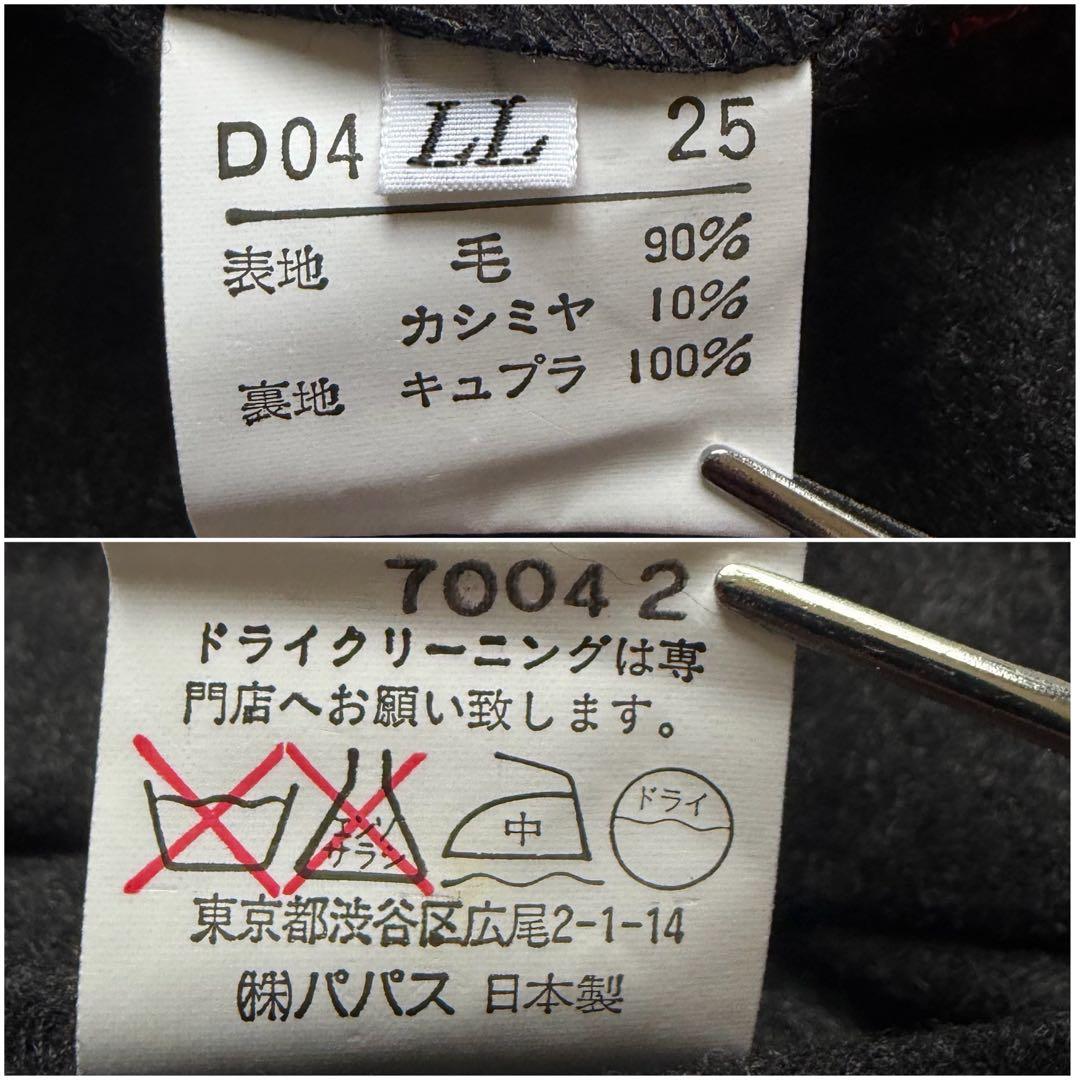 D04 LL 25
表地 毛 90%
カシミヤ 10%
裏地 キュプラ 100%
70042
ドライクリーニングは専
門店へお願い致します。
エンソ
サラシ
中
ドライ
東京都渋谷区広尾2-1-14
㈱パパス 日本製